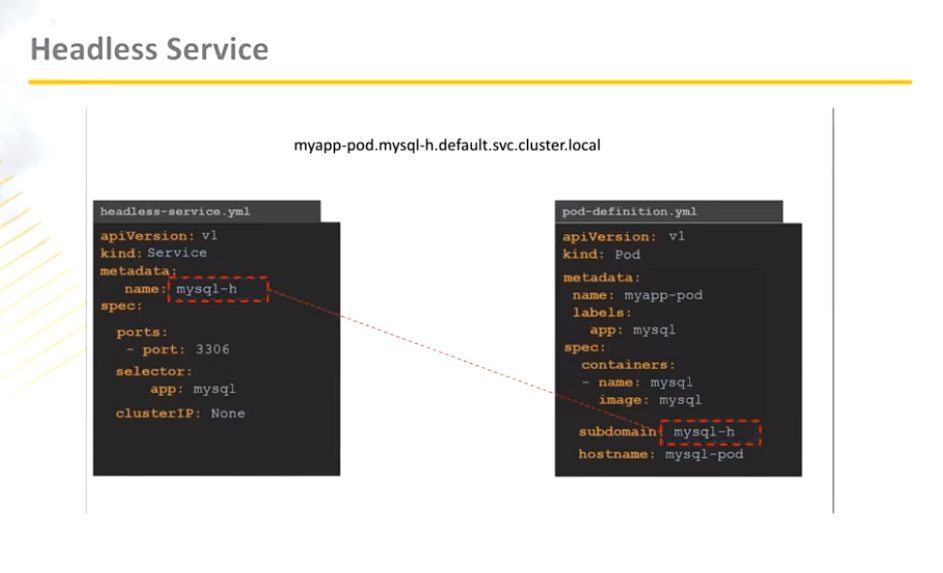 Headless Service
myapp-pod.mysql-h.default.svc.cluster.local
headless-service.yml
apiVersion: v1
kind: Service
metadata:
name: mysql-h
spec:
ports:
- port: 3306
selector:
app: mysql
clusterIP: None
pod-definition.yml
apiVersion: v1
kind: Pod
metadata:
name: myapp-pod
labels:
app: mysql
spec:
containers:
- name: mysql
image: mysql
subdomain: mysql-h
hostname: mysql-pod